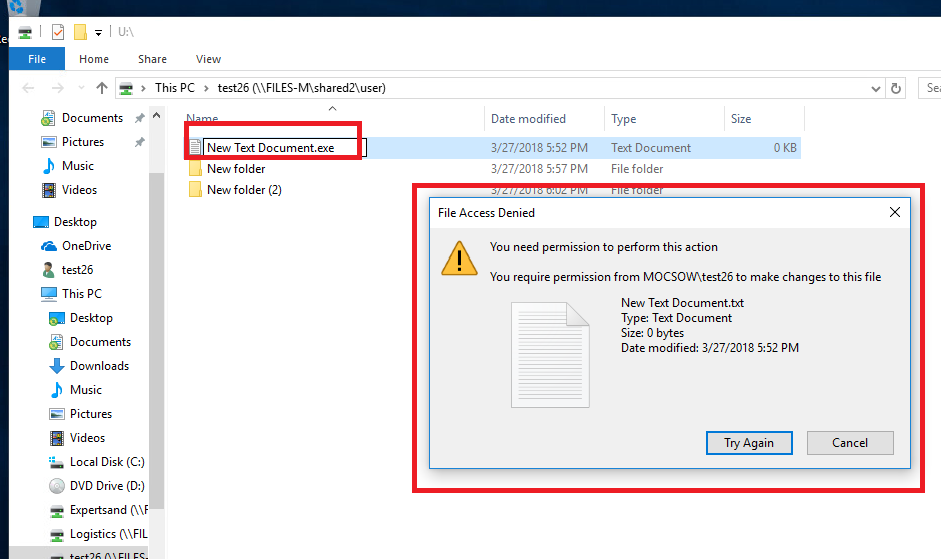 U:\
File Home Share View
This PC test26 (\\FILES-M\shared2\user)
Name Date modified Type Size
New Text Document.exe 3/27/2018 5:52 PM Text Document 0 KB
New folder 3/27/2018 5:57 PM File folder
New folder (2) 3/27/2018 6:02 PM File folder
Documents
Pictures
Music
Videos
Desktop
OneDrive
test26
This PC
Desktop
Documents
Downloads
Music
Pictures
Videos
Local Disk (C:)
DVD Drive (D:)
Expertsand (\\F
Logistics (\\FIL
test26 (\\FILES-
File Access Denied
You need permission to perform this action
You require permission from MOCSOW\test26 to make changes to this file
New Text Document.txt
Type: Text Document
Size: 0 bytes
Date modified: 3/27/2018 5:52 PM
Try Again Cancel